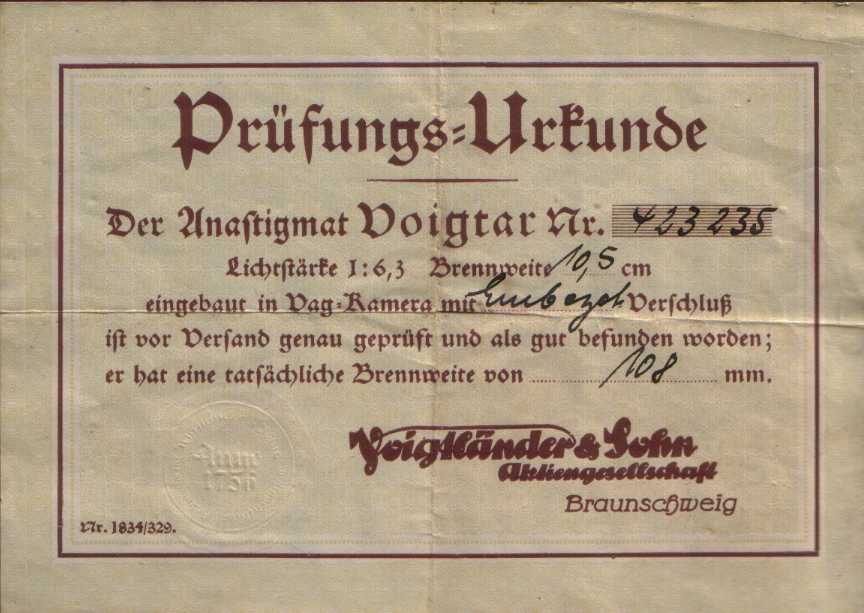 Prüfungs=Urkunde
Der Anastigmat Voigtar Nr. 423235
Lichtstärke 1:6,3 Brennweite 10,5 cm
eingebaut in Vag=Kamera mit Embezet Verschluß
ist vor Versand genau geprüft und als gut befunden worden;
er hat eine tatsächliche Brennweite von 108 mm.
Voigtländer & Sohn
Aktiengesellschaft
Braunschweig
Anno
1756
Nr. 1834/329.